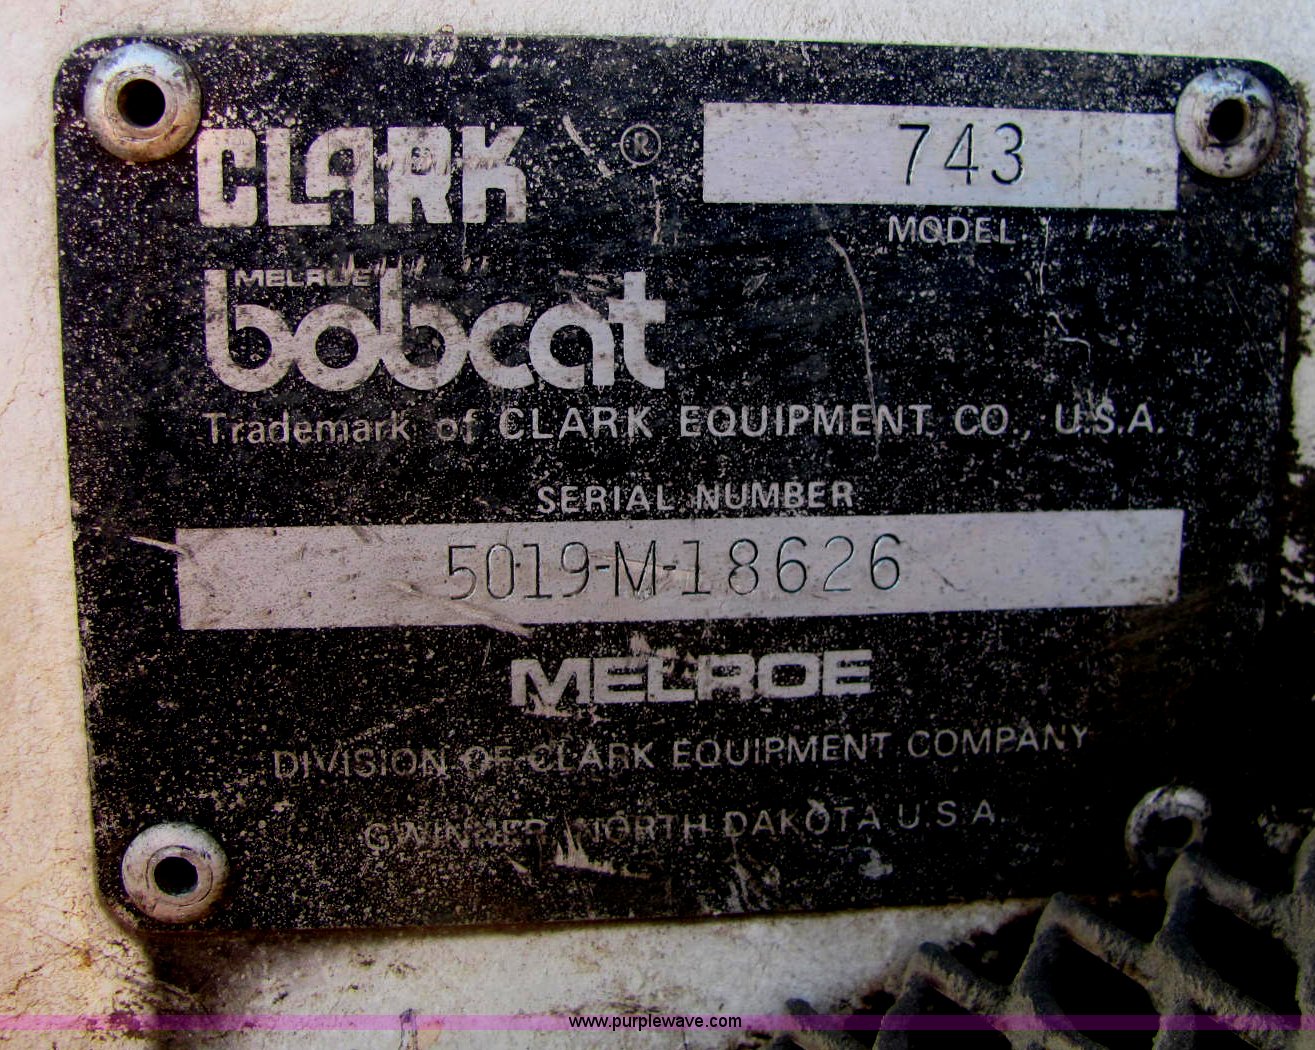 CLARK ®
743
MODEL
MELROE
bobcat
Trademark of CLARK EQUIPMENT CO., U.S.A.
SERIAL NUMBER
5019-M-18626
MELROE
DIVISION OF CLARK EQUIPMENT COMPANY
GWINNER, NORTH DAKOTA U.S.A.
www.purplewave.com